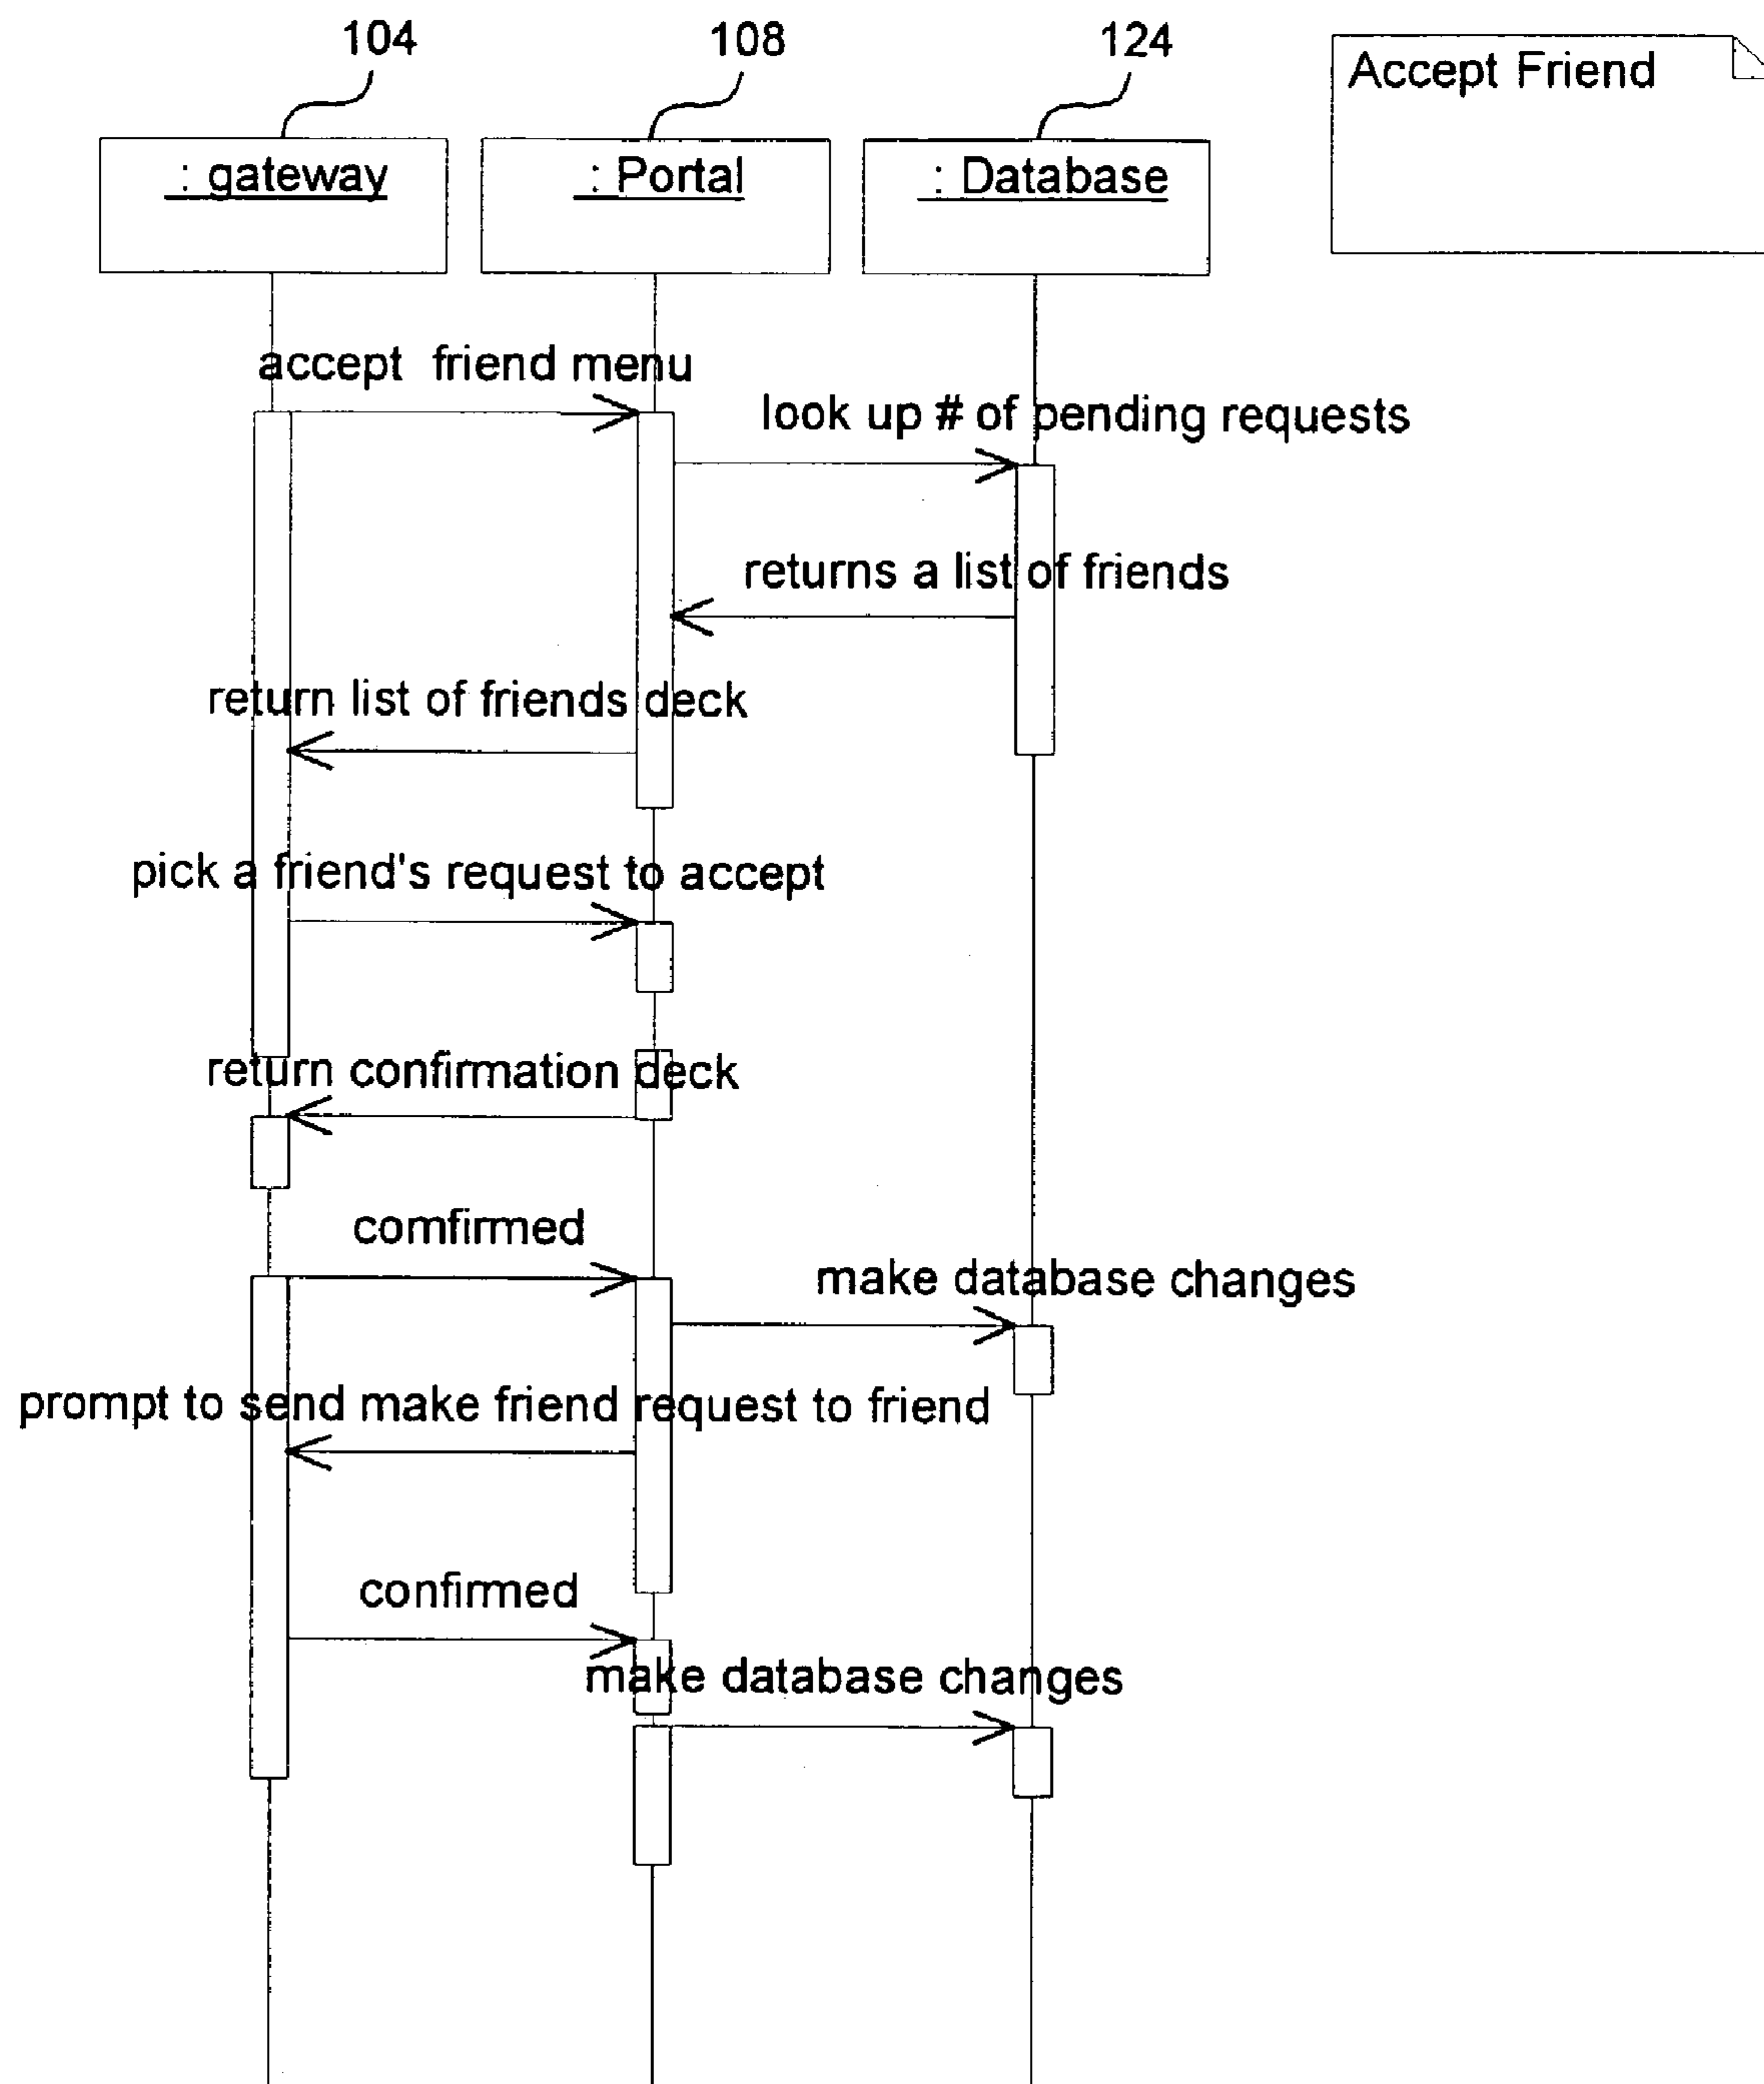 104
108
124
Accept Friend
: gateway
: Portal
: Database
accept friend menu
look up # of pending requests
returns a list of friends
return list of friends deck
pick a friend's request to accept
return confirmation deck
comfirmed
make database changes
prompt to send make friend request to friend
confirmed
make database changes